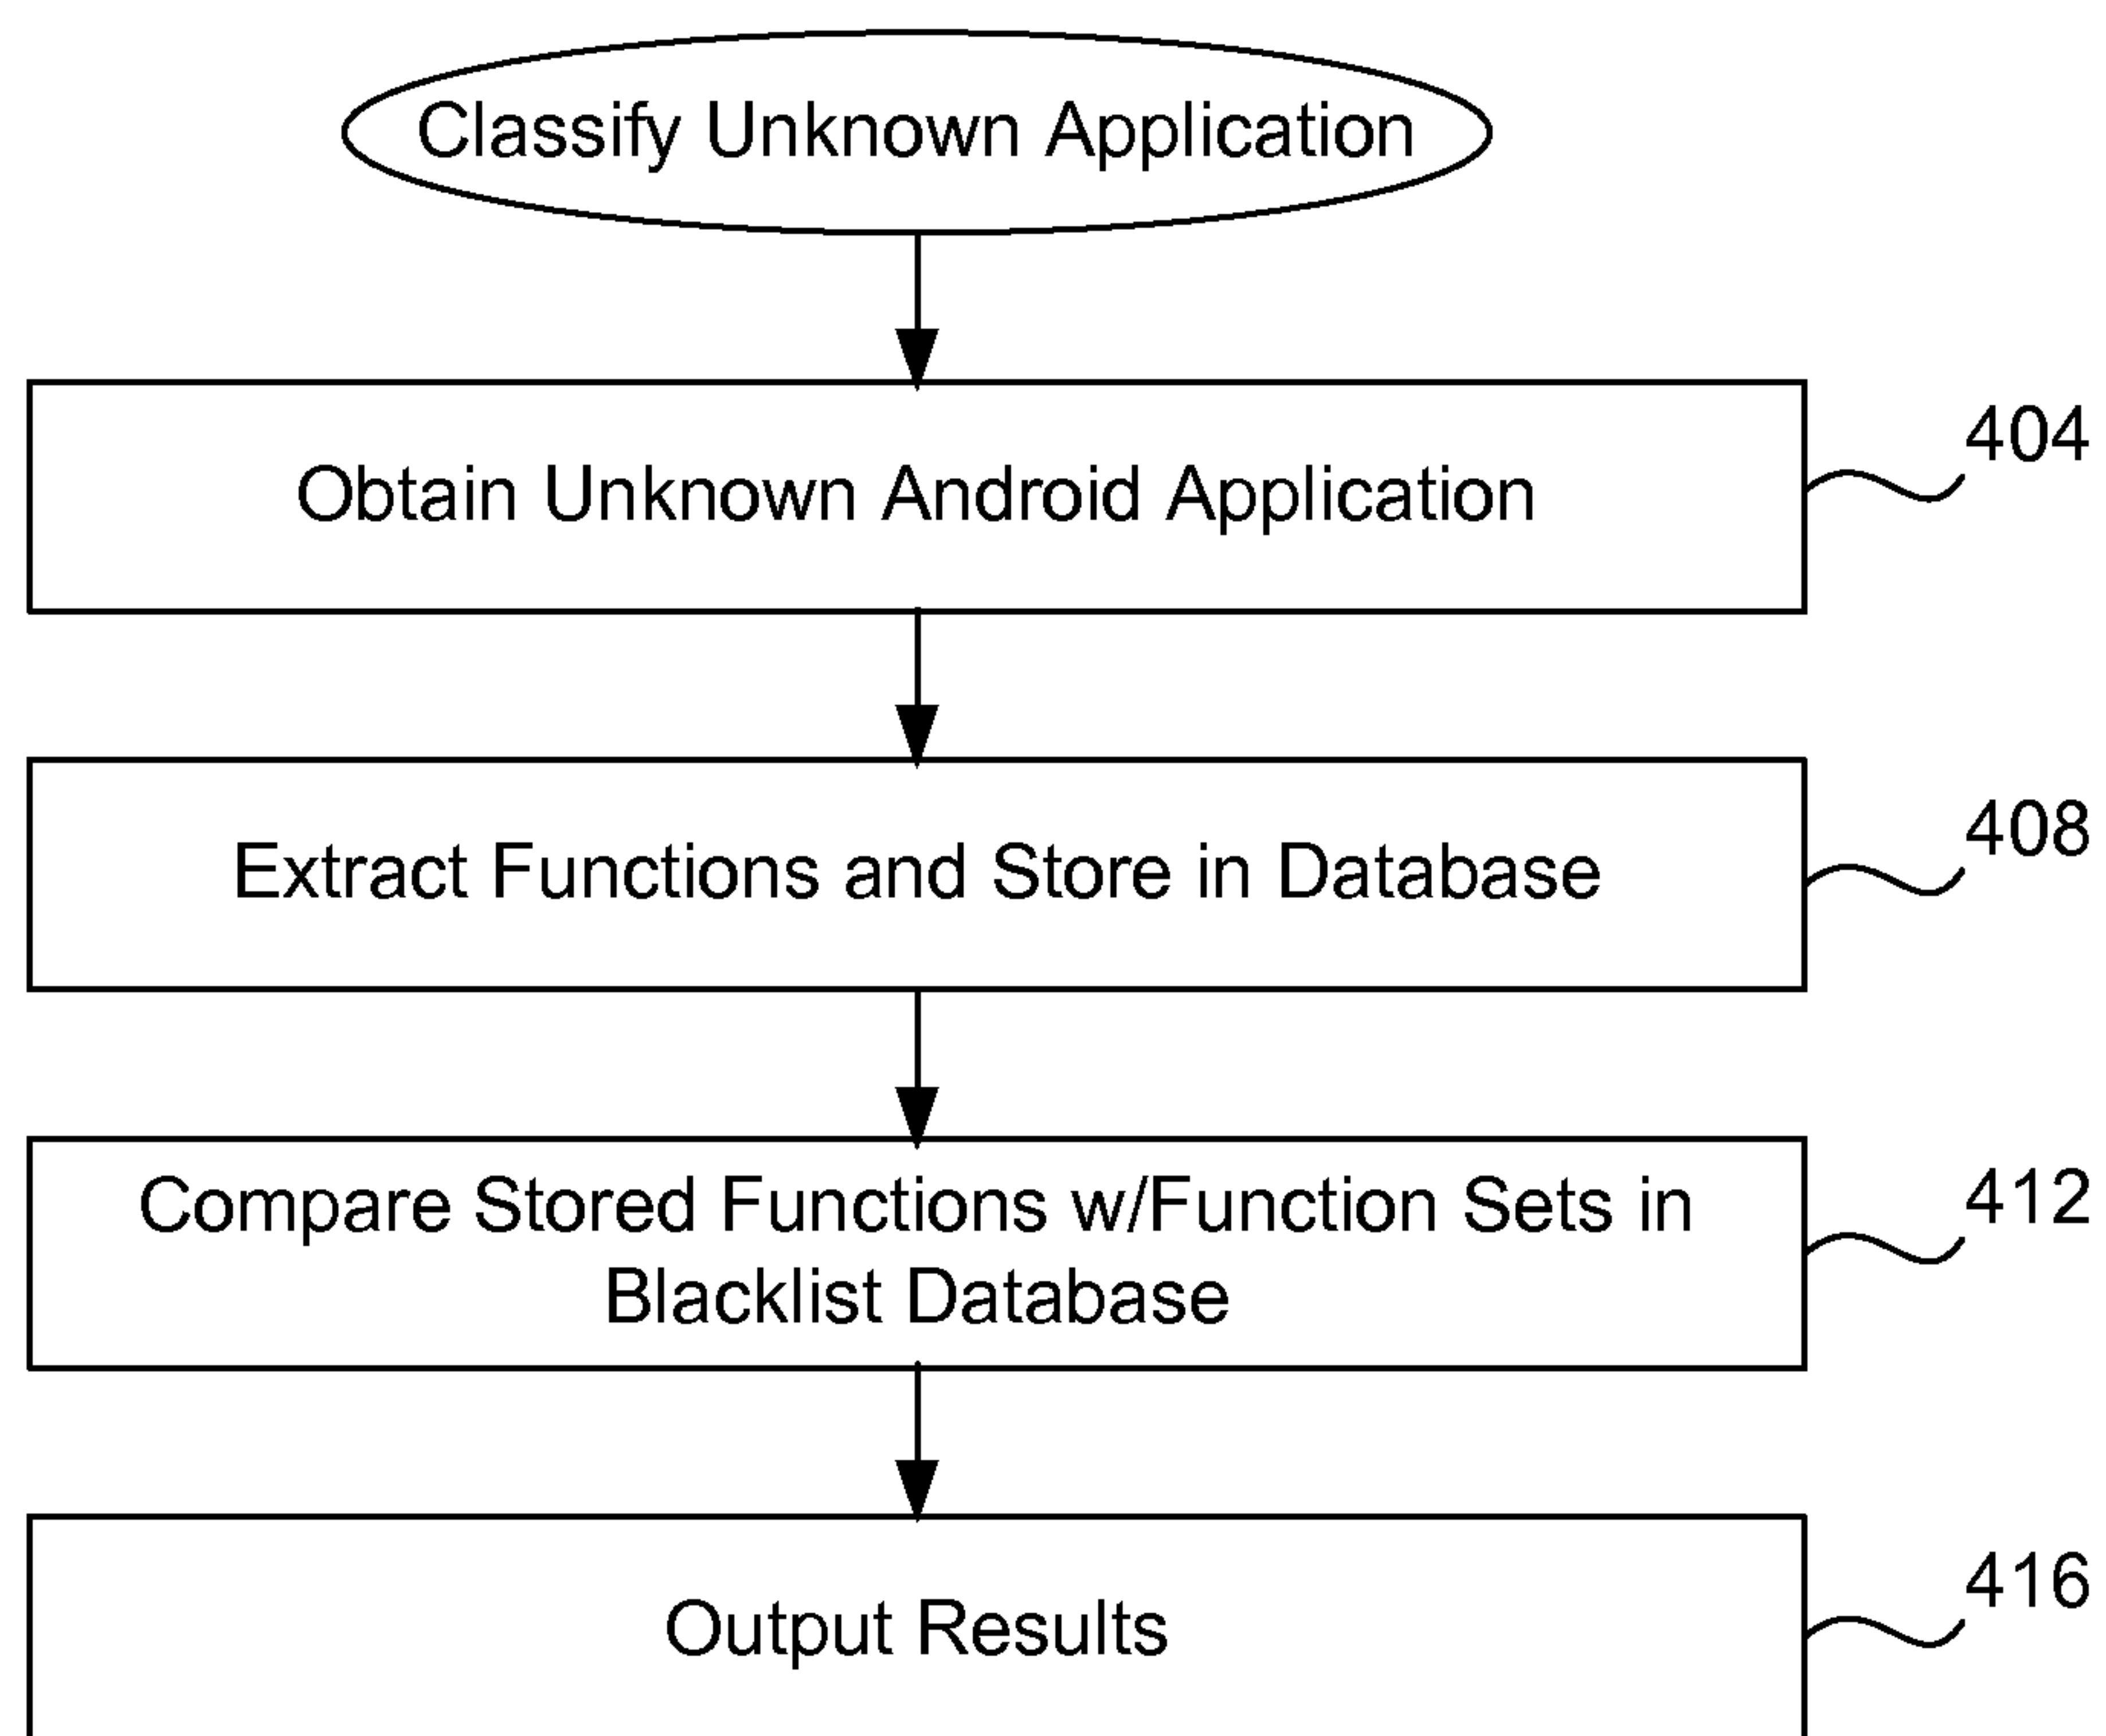 Classify Unknown Application
404
Obtain Unknown Android Application
408
Extract Functions and Store in Database
412
Compare Stored Functions w/Function Sets in
Blacklist Database
416
Output Results